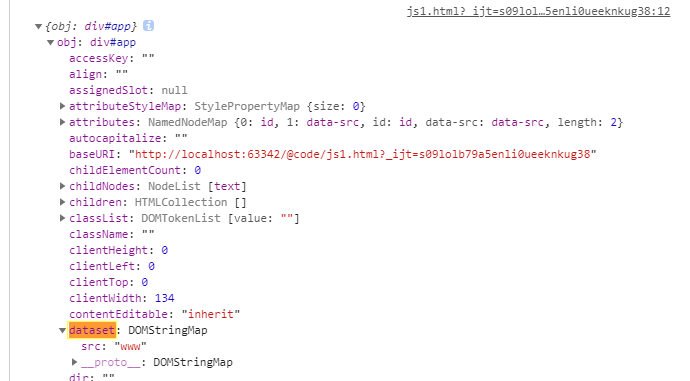 js1.html?_ijt=s09lol…5enli0ueeknkug38:12
▼{obj: div#app} i
▼obj: div#app
accessKey: ""
align: ""
assignedSlot: null
▶attributeStyleMap: StylePropertyMap {size: 0}
▶attributes: NamedNodeMap {0: id, 1: data-src, id: id, data-src: data-src, length: 2}
autocapitalize: ""
baseURI: "http://localhost:63342/@code/js1.html?_ijt=s09lolb79a5enli0ueeknkug38"
childElementCount: 0
▶childNodes: NodeList [text]
▶children: HTMLCollection []
▶classList: DOMTokenList [value: ""]
className: ""
clientHeight: 0
clientLeft: 0
clientTop: 0
clientWidth: 134
contentEditable: "inherit"
▼dataset: DOMStringMap
src: "www"
▶__proto__: DOMStringMap
dir: ""